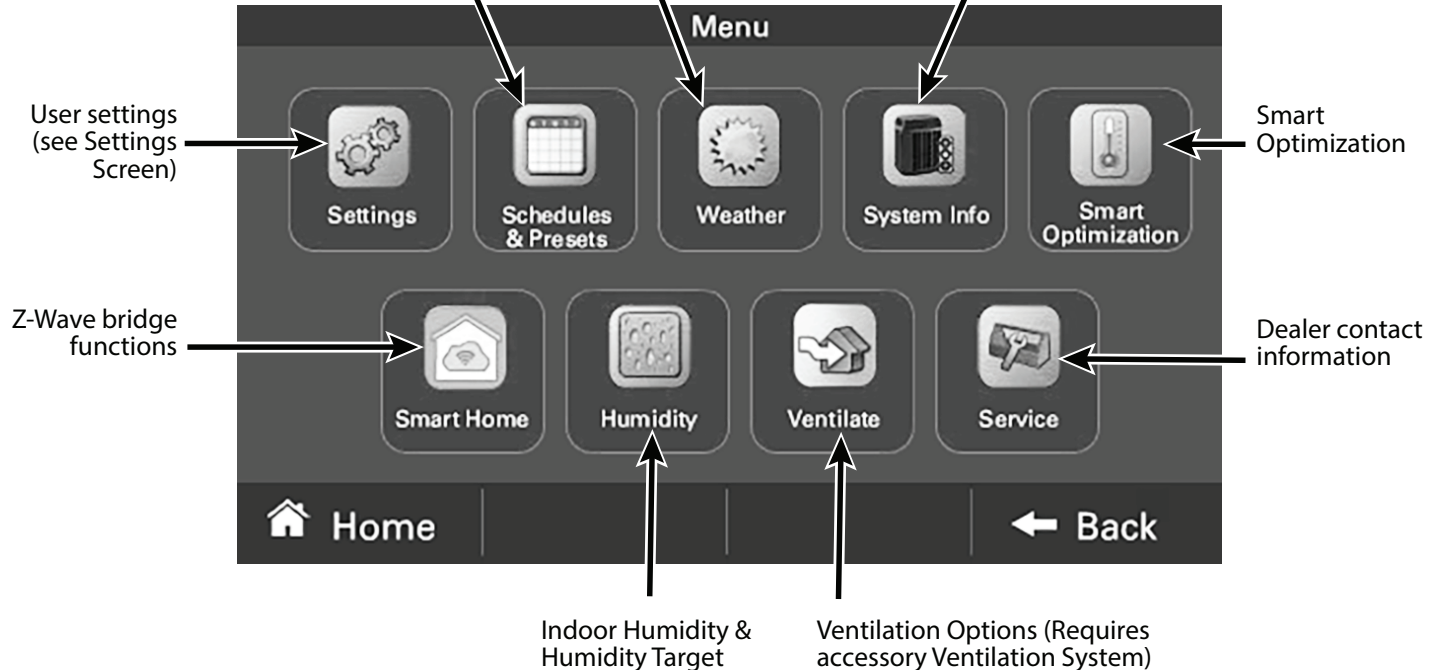 Menu
User settings
(see Settings
Screen)
Smart
Optimization
Settings
Schedules
& Presets
Weather
System Info
Smart
Optimization
Z-Wave bridge
functions
Dealer contact
information
Smart Home
Humidity
Ventilate
Service
Home
Back
Indoor Humidity &
Humidity Target
Ventilation Options (Requires
accessory Ventilation System)